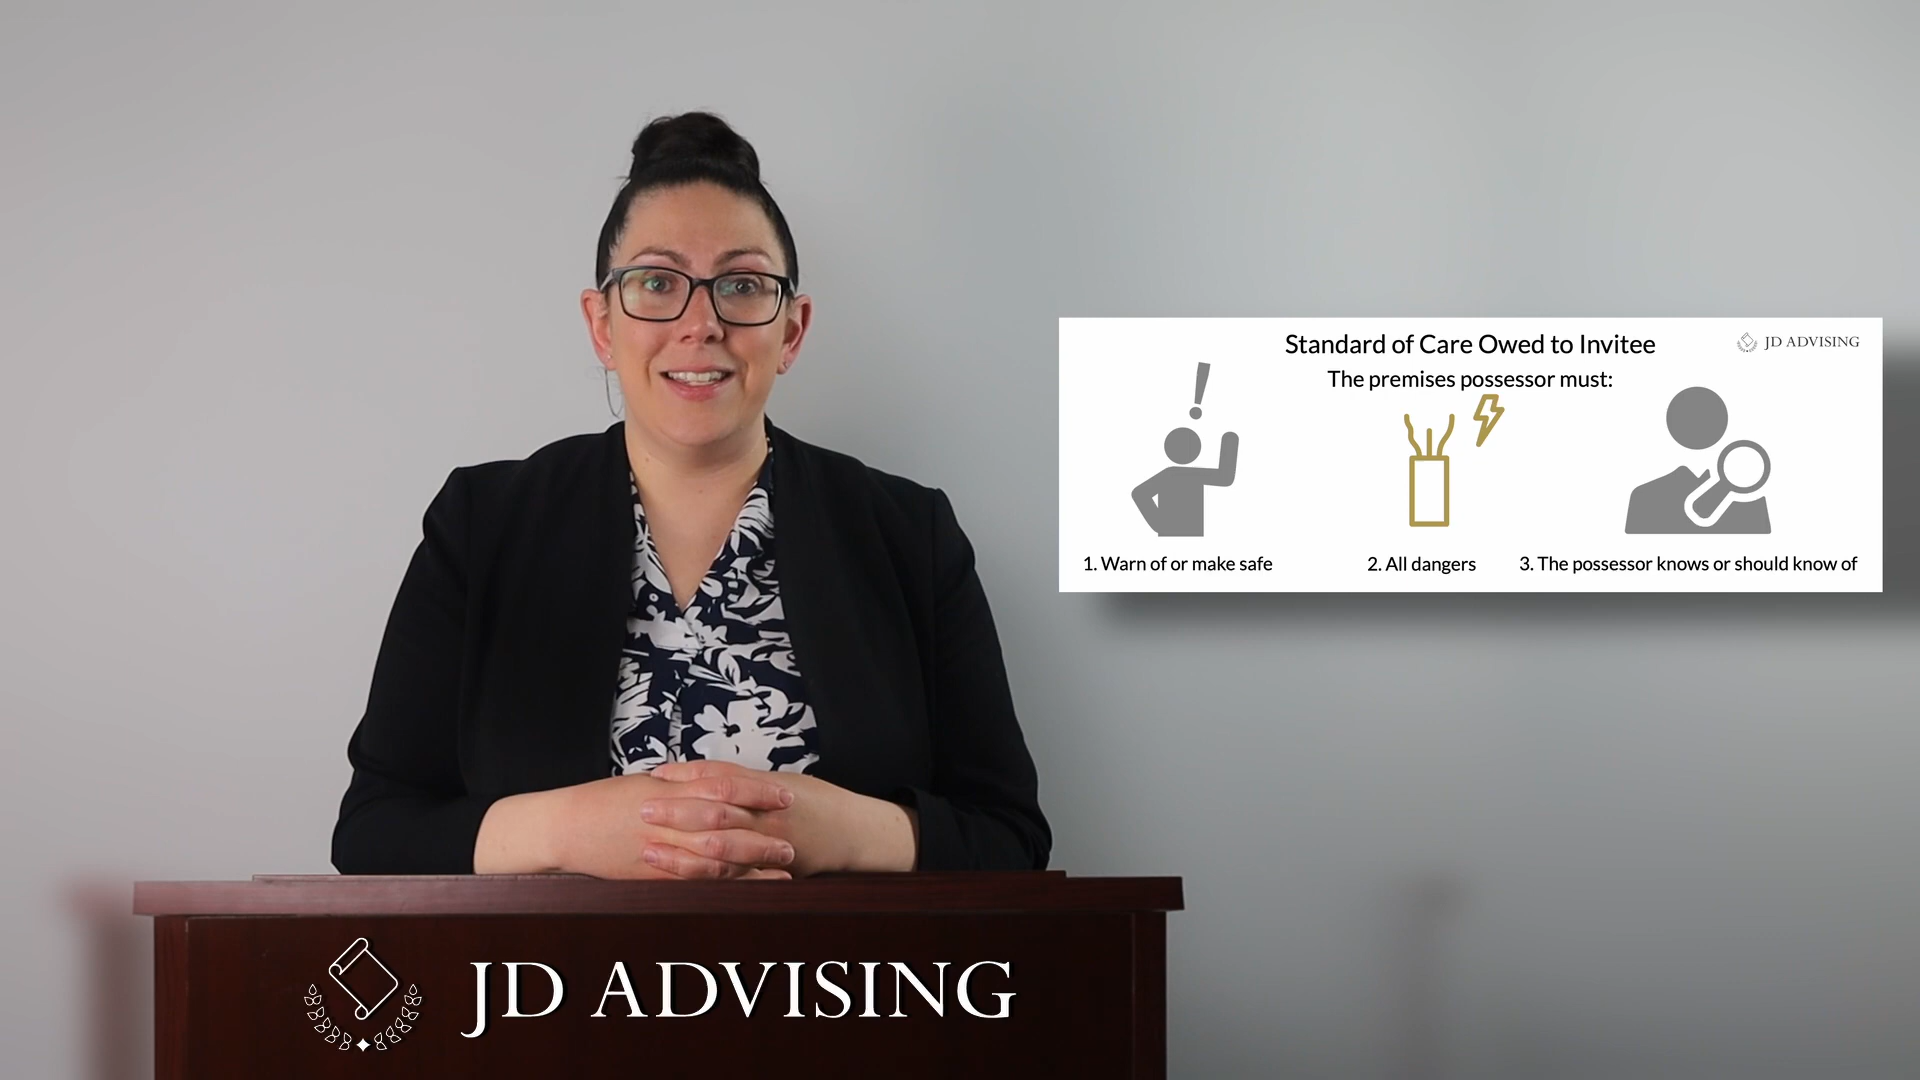 Standard of Care Owed to Invitee
JD ADVISING
The premises possessor must:
1. Warn of or make safe
2. All dangers
3. The possessor knows or should know of
JD ADVISING